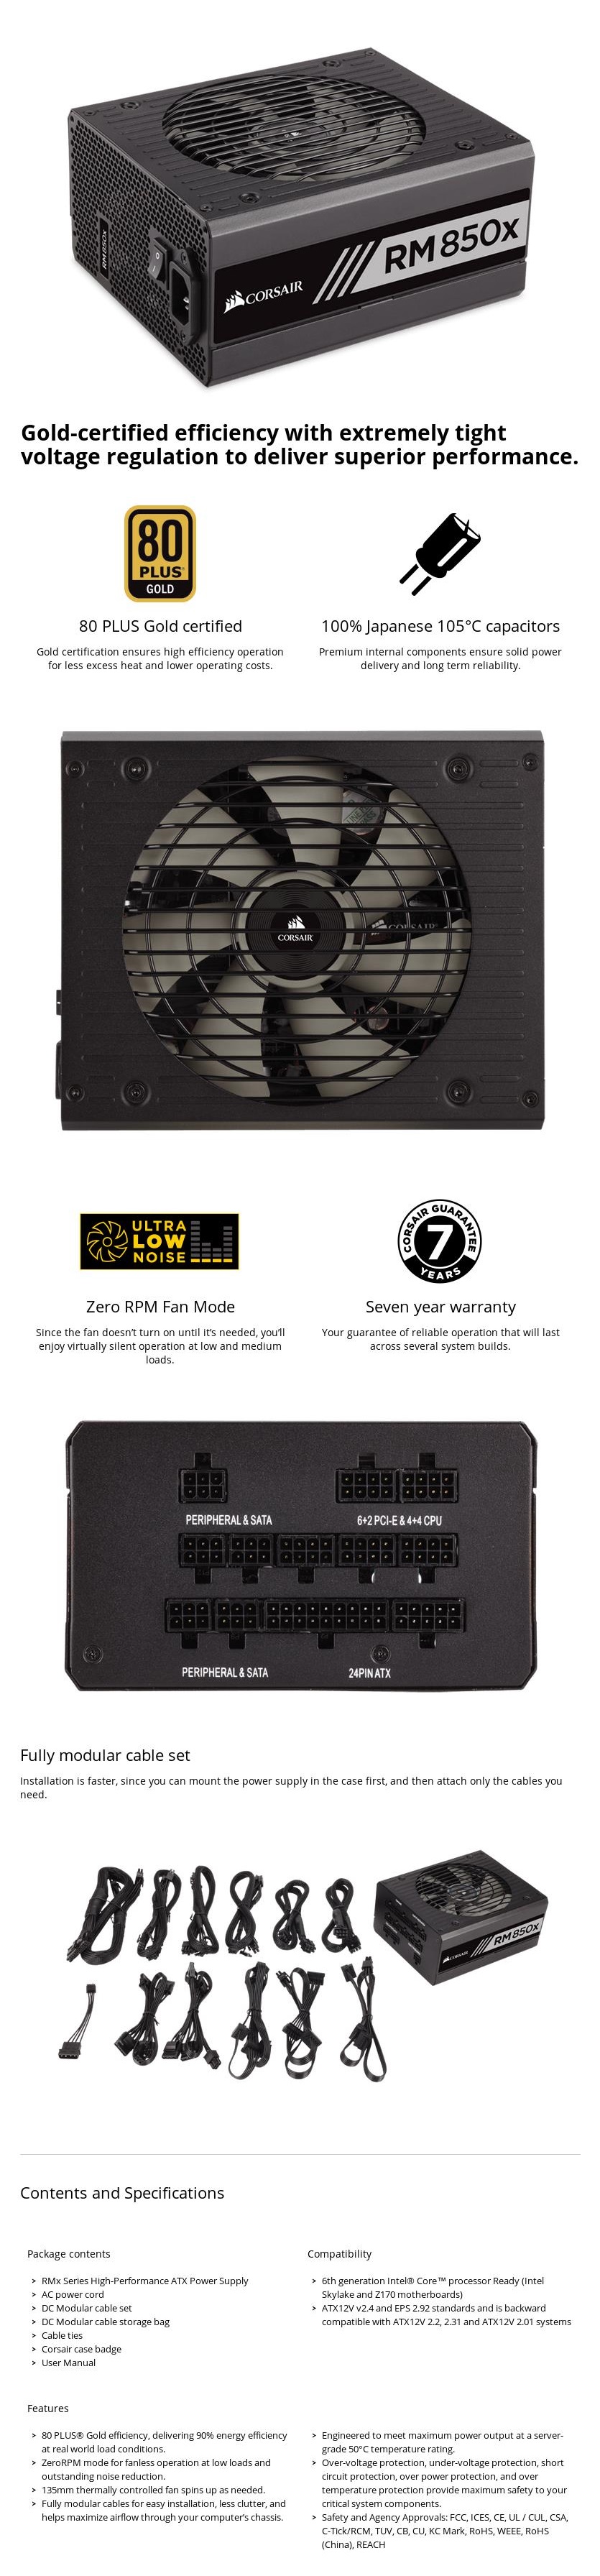 RM850x
CORSAIR
RM850x
Gold-certified efficiency with extremely tight
voltage regulation to deliver superior performance.
80
PLUS®
GOLD
80 PLUS Gold certified
Gold certification ensures high efficiency operation
for less excess heat and lower operating costs.
100% Japanese 105°C capacitors
Premium internal components ensure solid power
delivery and long term reliability.
CORSAIR
CORSAIR
ULTRA
LOW
NOISE
Zero RPM Fan Mode
Since the fan doesn’t turn on until it’s needed, you’ll
enjoy virtually silent operation at low and medium
loads.
CORSAIR GUARANTEE
7
YEARS
Seven year warranty
Your guarantee of reliable operation that will last
across several system builds.
PERIPHERAL & SATA
6+2 PCI-E & 4+4 CPU
PERIPHERAL & SATA
24PIN ATX
Fully modular cable set
Installation is faster, since you can mount the power supply in the case first, and then attach only the cables you
need.
CORSAIR
RM850x
Contents and Specifications
Package contents
> RMx Series High-Performance ATX Power Supply
> AC power cord
> DC Modular cable set
> DC Modular cable storage bag
> Cable ties
> Corsair case badge
> User Manual
Compatibility
> 6th generation Intel® Core™ processor Ready (Intel
Skylake and Z170 motherboards)
> ATX12V v2.4 and EPS 2.92 standards and is backward
compatible with ATX12V 2.2, 2.31 and ATX12V 2.01 systems
Features
> 80 PLUS® Gold efficiency, delivering 90% energy efficiency
at real world load conditions.
> ZeroRPM mode for fanless operation at low loads and
outstanding noise reduction.
> 135mm thermally controlled fan spins up as needed.
> Fully modular cables for easy installation, less clutter, and
helps maximize airflow through your computer’s chassis.
> Engineered to meet maximum power output at a server-
grade 50°C temperature rating.
> Over-voltage protection, under-voltage protection, short
circuit protection, over power protection, and over
temperature protection provide maximum safety to your
critical system components.
> Safety and Agency Approvals: FCC, ICES, CE, UL / CUL, CSA,
C-Tick/RCM, TUV, CB, CU, KC Mark, RoHS, WEEE, RoHS
(China), REACH